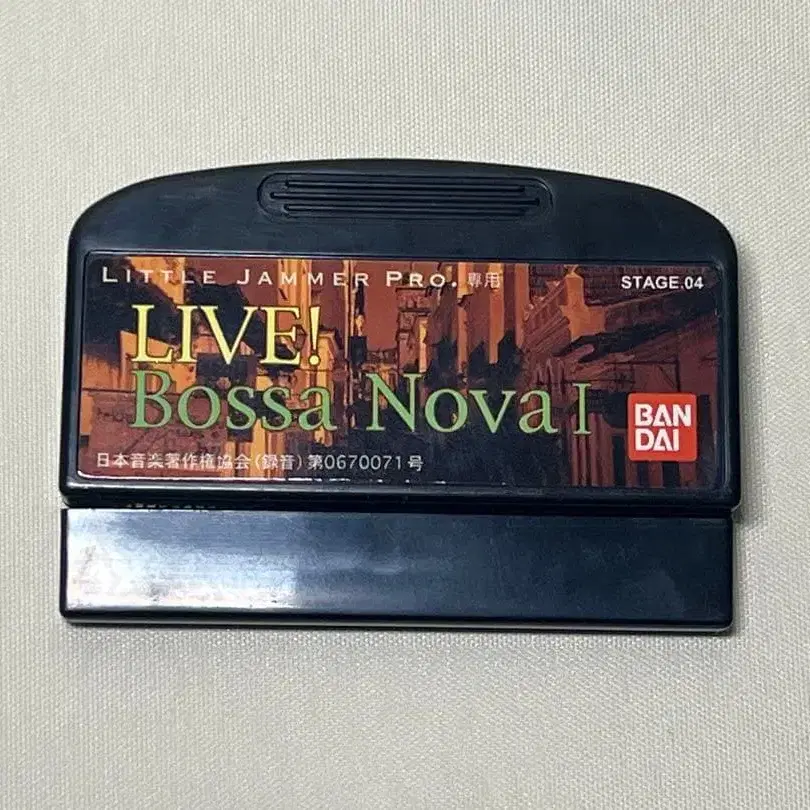 LITTLE JAMMER PRO. 専用
STAGE.04
LIVE!
Bossa Nova I
BAN
DAI
日本音楽著作権協会(録音)第0670071号